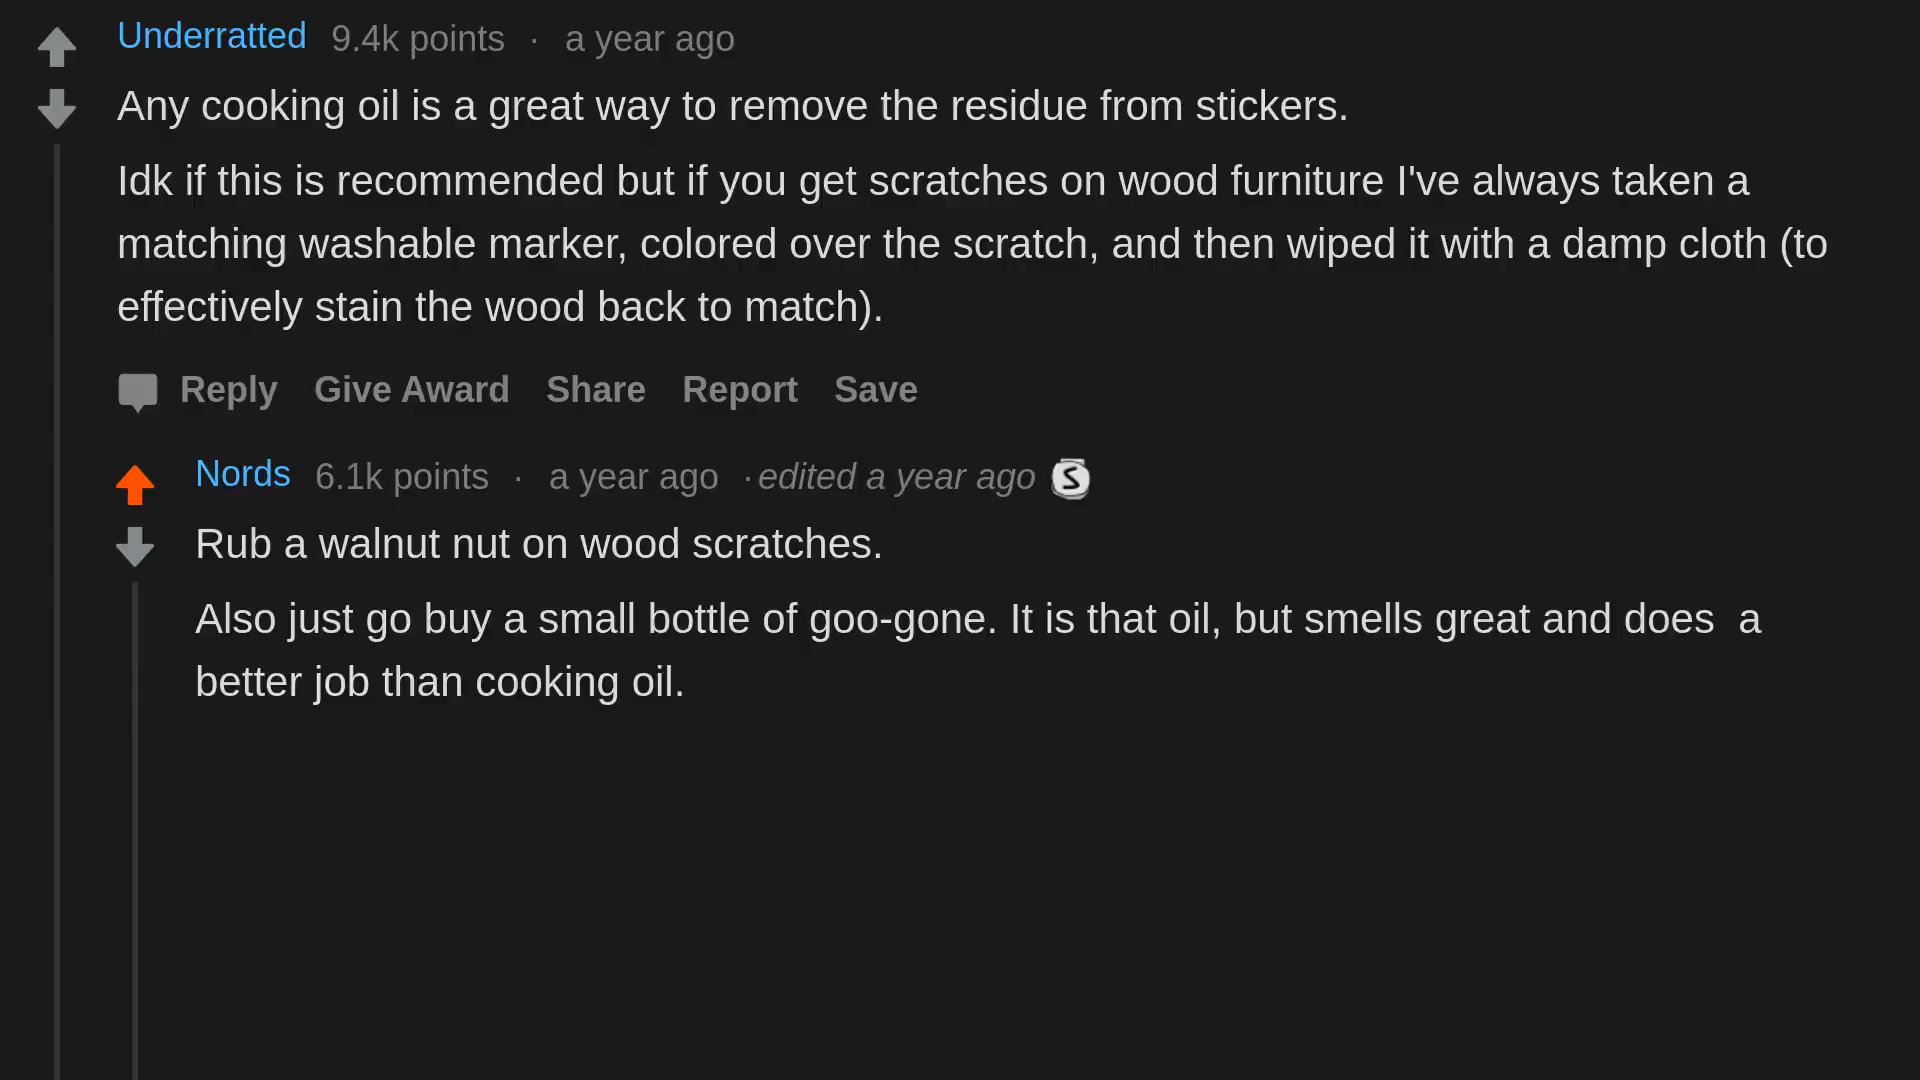 Underratted 9.4k points · a year ago
Any cooking oil is a great way to remove the residue from stickers.
Idk if this is recommended but if you get scratches on wood furniture I've always taken a
matching washable marker, colored over the scratch, and then wiped it with a damp cloth (to
effectively stain the wood back to match).
Reply Give Award Share Report Save
Nords 6.1k points · a year ago · edited a year ago S
Rub a walnut nut on wood scratches.
Also just go buy a small bottle of goo-gone. It is that oil, but smells great and does a
better job than cooking oil.